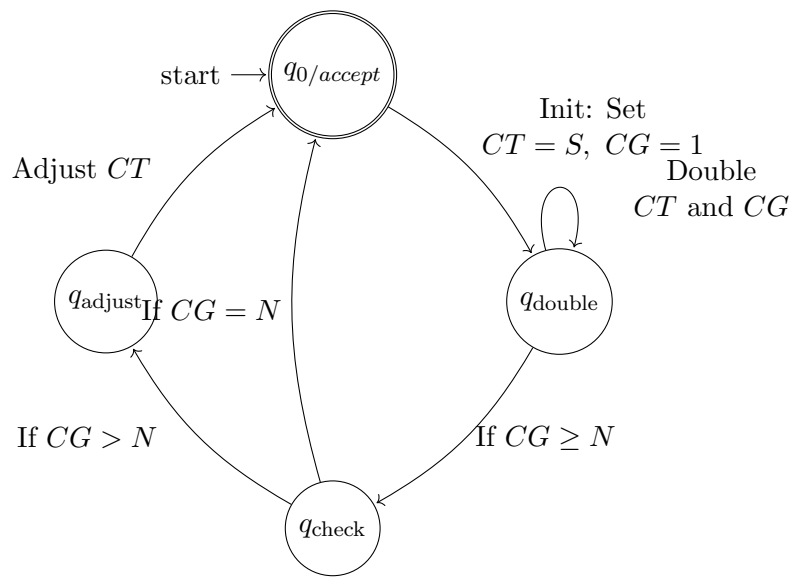 start
q0/accept
Init: Set
CT = S, CG = 1
Double
CT and CG
Adjust CT
qadjust
If CG = N
qdouble
If CG > N
If CG ≥ N
qcheck